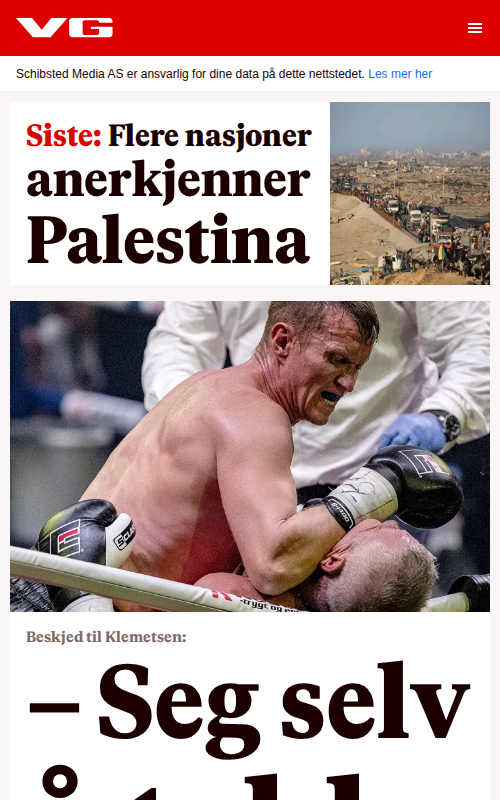 VG
Schibsted Media AS er ansvarlig for dine data på dette nettstedet. Les mer her
Siste: Flere nasjoner
anerkjenner
Palestina
Beskjed til Klemetsen:
– Seg selv